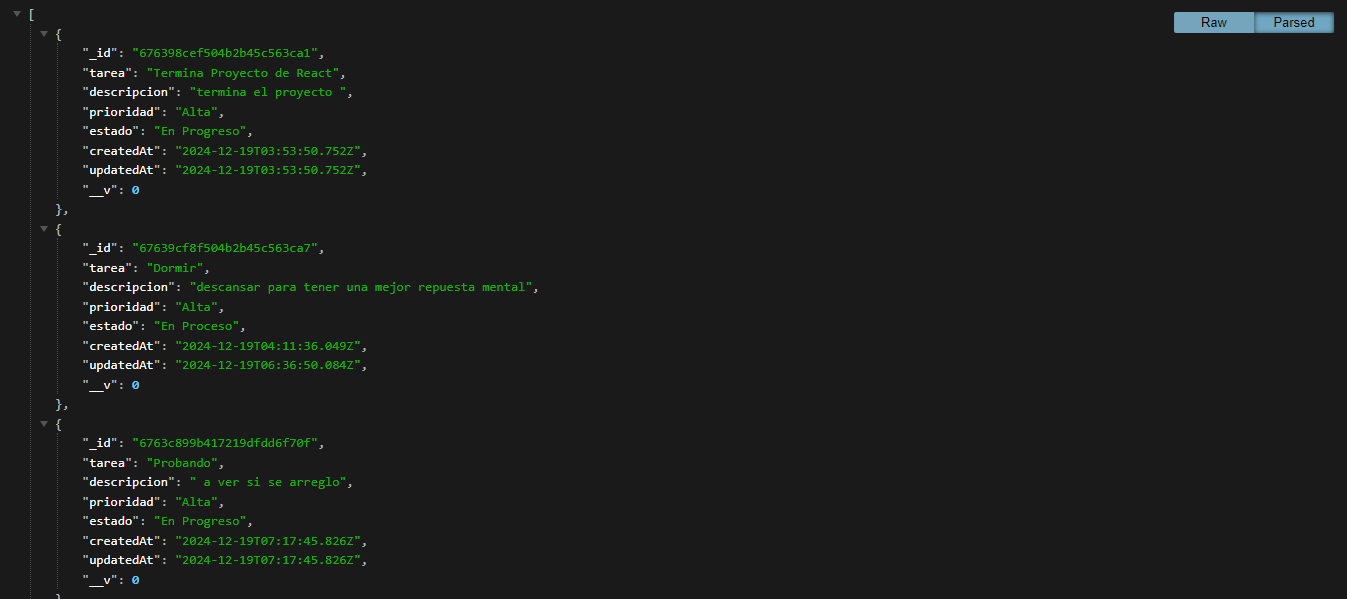 [
Raw Parsed
{
"_id": "676398cef504b2b45c563ca1",
"tarea": "Termina Proyecto de React",
"descripcion": "termina el proyecto ",
"prioridad": "Alta",
"estado": "En Progreso",
"createdAt": "2024-12-19T03:53:50.752Z",
"updatedAt": "2024-12-19T03:53:50.752Z",
"__v": 0
},
{
"_id": "67639cf8f504b2b45c563ca7",
"tarea": "Dormir",
"descripcion": "descansar para tener una mejor repuesta mental",
"prioridad": "Alta",
"estado": "En Proceso",
"createdAt": "2024-12-19T04:11:36.049Z",
"updatedAt": "2024-12-19T06:36:50.084Z",
"__v": 0
},
{
"_id": "6763c899b417219dfdd6f70f",
"tarea": "Probando",
"descripcion": " a ver si se arreglo",
"prioridad": "Alta",
"estado": "En Progreso",
"createdAt": "2024-12-19T07:17:45.826Z",
"updatedAt": "2024-12-19T07:17:45.826Z",
"__v": 0
}